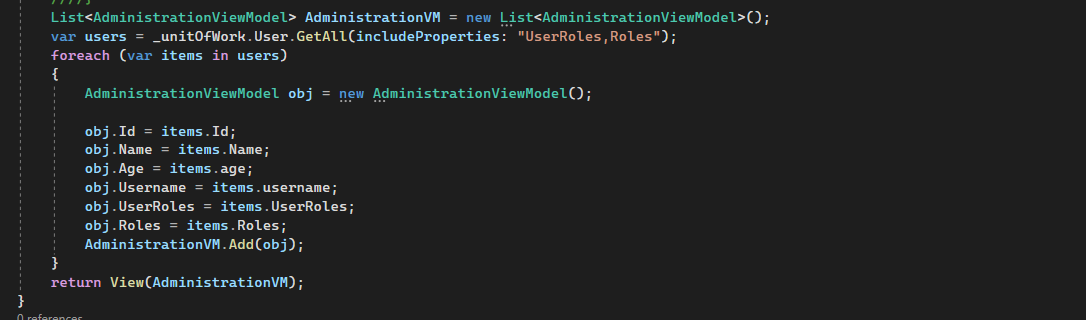 List<AdministrationViewModel> AdministrationVM = new List<AdministrationViewModel>();
var users = _unitOfWork.User.GetAll(includeProperties: "UserRoles,Roles");
foreach (var items in users)
{
AdministrationViewModel obj = new AdministrationViewModel();
obj.Id = items.Id;
obj.Name = items.Name;
obj.Age = items.age;
obj.Username = items.username;
obj.UserRoles = items.UserRoles;
obj.Roles = items.Roles;
AdministrationVM.Add(obj);
}
return View(AdministrationVM);
}
0 references